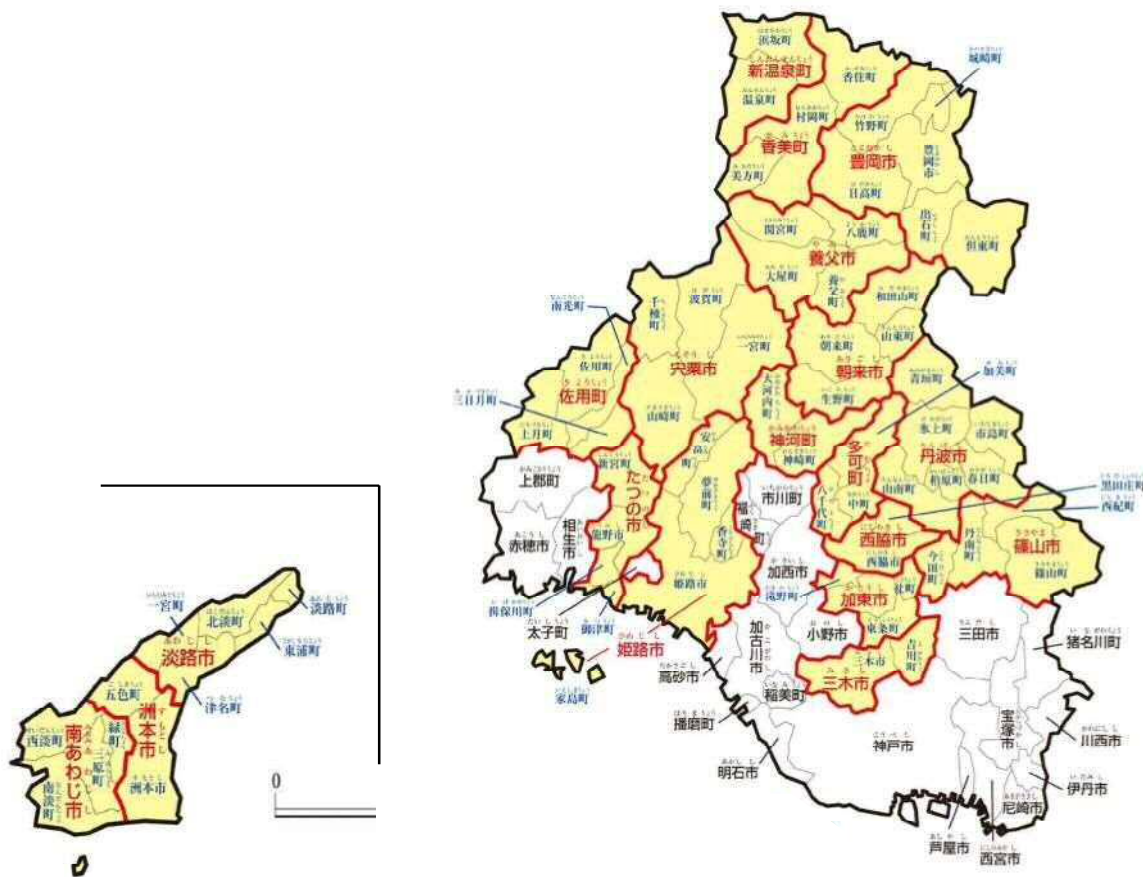 浜坂町
新温泉町
温泉町
香住町
城崎町
村岡町
竹野町
香美町
美方町
豊岡市
豊岡市
日高町
出石町
但東町
関宮町
八鹿町
養父市
大屋町
養父町
和田山町
山東町
朝来町
朝来市
生野町
南光町
千種町
波賀町
一宮町
宍粟市
山崎町
佐用町
佐用町
三日月町
上月町
大河内町
神河町
神崎町
加美町
青垣町
氷上町
市島町
丹波市
山南町
柏原町
春日町
多可町
中町
八千代町
黒田庄町
西紀町
上郡町
新宮町
たつの市
安富町
夢前町
香寺町
市川町
福崎町
西脇市
西脇市
丹南町
篠山市
篠山町
今田町
赤穂市
相生市
龍野市
姫路市
加西市
滝野町
加東市
社町
東条町
揖保川町
太子町
御津町
姫路市
家島町
小野市
加古川市
高砂市
稲美町
播磨町
明石市
三木市
三木市
吉川町
三田市
猪名川町
神戸市
宝塚市
川西市
伊丹市
尼崎市
西宮市
芦屋市
一宮町
北淡町
淡路町
東浦町
淡路市
津名町
五色町
洲本市
洲本市
西淡町
緑町
三原町
南あわじ市
南淡町
0